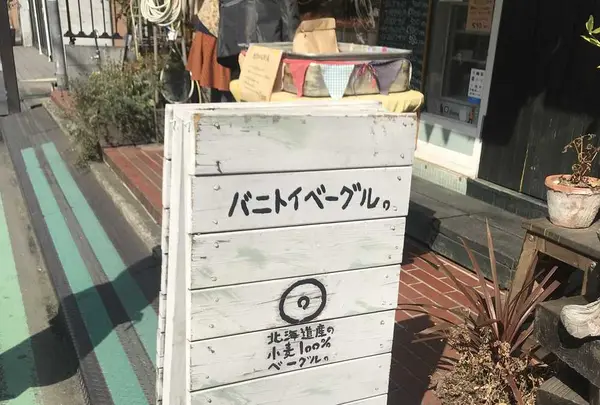 バニトイベーグル。
北海道産の
小麦100%
ベーグル。